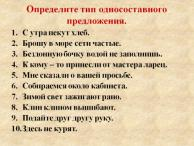 Определите тип односоставного
предложения.
1. С утра пекут хлеб.
2. Брошу в море сети частые.
3. Бездонную бочку водой не заполнишь.
4. К кому – то принесли от мастера ларец.
5. Мне сказали о вашей просьбе.
6. Собираемся около кабинета.
7. Зимой свет зажигают рано.
8. Клин клином вышибают.
9. Подайте друг другу руку.
10. Здесь не курят.